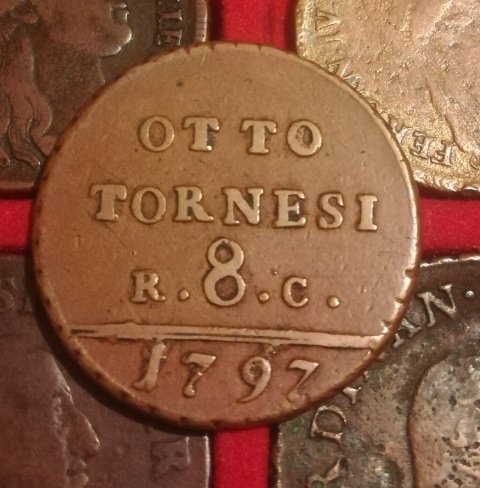 OTTO
TORNESI
R . 8 . C .
1797